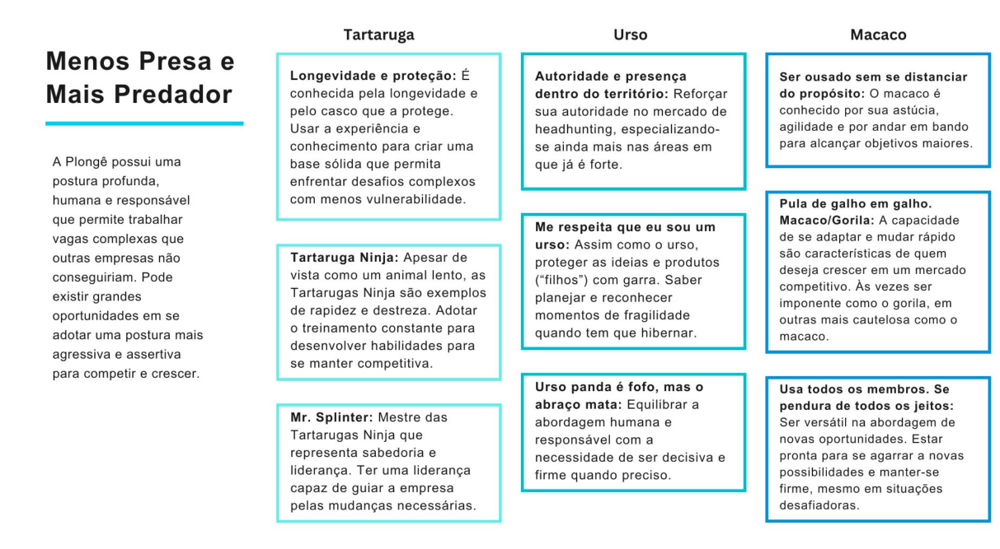 Menos Presa e
Mais Predador
A Plongê possui uma
postura profunda,
humana e responsável
que permite trabalhar
vagas complexas que
outras empresas não
conseguiriam. Pode
existir grandes
oportunidades em se
adotar uma postura mais
agressiva e assertiva
para competir e crescer.
Tartaruga
Longevidade e proteção: É
conhecida pela longevidade e
pelo casco que a protege.
Usar a experiência e
conhecimento para criar uma
base sólida que permita
enfrentar desafios complexos
com menos vulnerabilidade.
Tartaruga Ninja: Apesar de
vista como um animal lento, as
Tartarugas Ninja são exemplos
de rapidez e destreza. Adotar
o treinamento constante para
desenvolver habilidades para
se manter competitiva.
Mr. Splinter: Mestre das
Tartarugas Ninja que
representa sabedoria e
liderança. Ter uma liderança
capaz de guiar a empresa
pelas mudanças necessárias.
Urso
Autoridade e presença
dentro do território: Reforçar
sua autoridade no mercado de
headhunting, especializando-
se ainda mais nas áreas em
que já é forte.
Me respeita que eu sou um
urso: Assim como o urso,
proteger as ideias e produtos
(“filhos”) com garra. Saber
planejar e reconhecer
momentos de fragilidade
quando tem que hibernar.
Urso panda é fofo, mas o
abraço mata: Equilibrar a
abordagem humana e
responsável com a
necessidade de ser decisiva e
firme quando preciso.
Macaco
Ser ousado sem se distanciar
do propósito: O macaco é
conhecido por sua astúcia,
agilidade e por andar em bando
para alcançar objetivos maiores.
Pula de galho em galho.
Macaco/Gorila: A capacidade
de se adaptar e mudar rápido
são características de quem
deseja crescer em um mercado
competitivo. Às vezes ser
imponente como o gorila, em
outras mais cautelosa como o
macaco.
Usa todos os membros. Se
pendura de todos os jeitos:
Ser versátil na abordagem de
novas oportunidades. Estar
pronta para se agarrar a novas
possibilidades e manter-se
firme, mesmo em situações
desafiadoras.